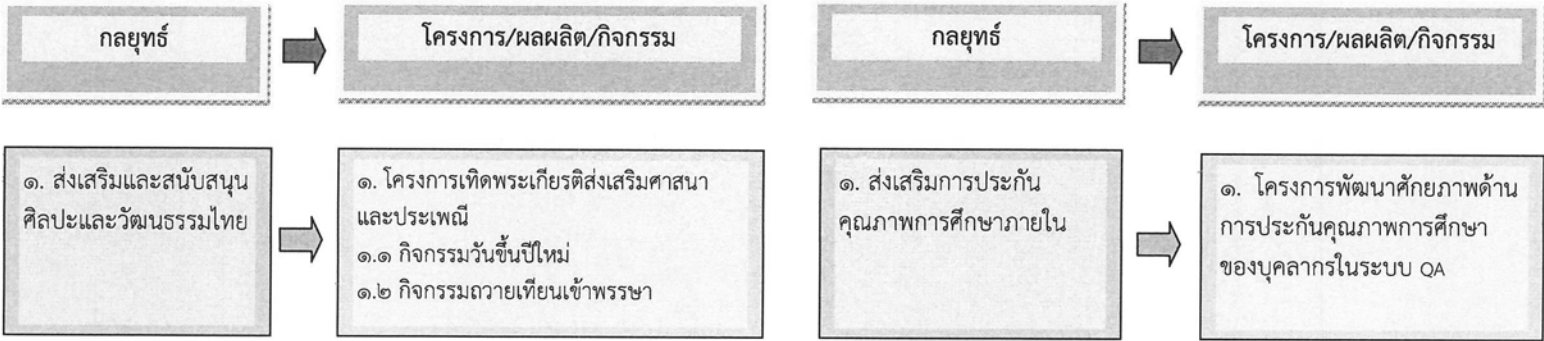 กลยุทธ์
โครงการ/ผลผลิต/กิจกรรม
๑. ส่งเสริมและสนับสนุน
ศิลปะและวัฒนธรรมไทย
๑. โครงการเทิดพระเกียรติส่งเสริมศาสนา
และประเพณี
๑.๑ กิจกรรมวันขึ้นปีใหม่
๑.๒ กิจกรรมถวายเทียนเข้าพรรษา
กลยุทธ์
โครงการ/ผลผลิต/กิจกรรม
๑. ส่งเสริมการประกัน
คุณภาพการศึกษาภายใน
๑. โครงการพัฒนาศักยภาพด้าน
การประกันคุณภาพการศึกษา
ของบุคลากรในระบบ QA